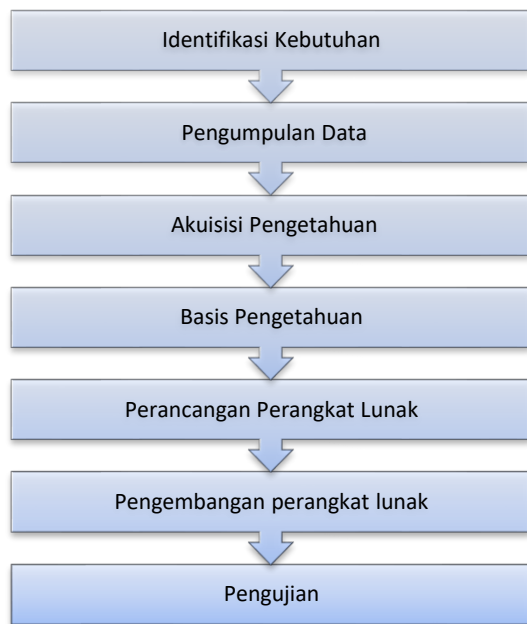 Identifikasi Kebutuhan
Pengumpulan Data
Akuisisi Pengetahuan
Basis Pengetahuan
Perancangan Perangkat Lunak
Pengembangan perangkat lunak
Pengujian